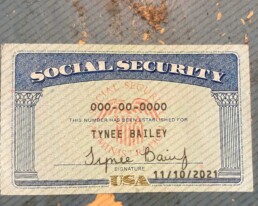 SOCIAL SECURITY
000-00-0000
THIS NUMBER HAS BEEN ESTABLISHED FOR
TYNEE BAILEY
Tynee Baily
SIGNATURE
USA
11/10/2021